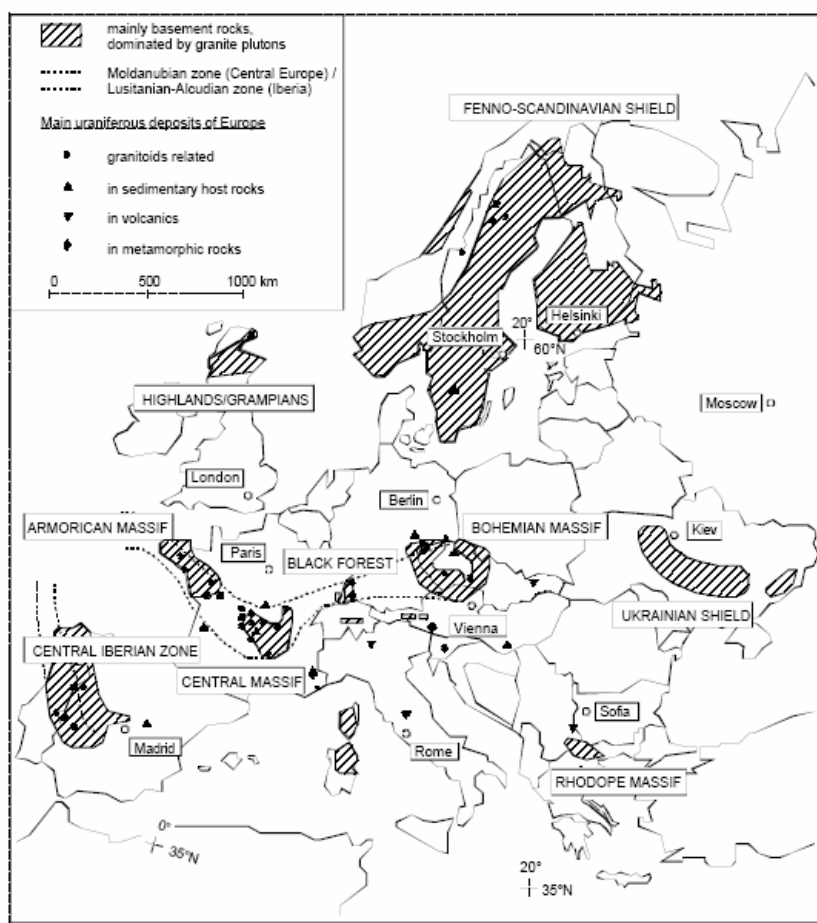 mainly basement rocks,
dominated by granite plutons
Moldanubian zone (Central Europe) /
Lusitanian-Alcudian zone (Iberia)
Main uraniferous deposits of Europe
granitoids related
in sedimentary host rocks
in volcanics
in metamorphic rocks
0 500 1000 km
FENNO-SCANDINAVIAN SHIELD
Helsinki
Stockholm
20°
60°N
HIGHLANDS/GRAMPIANS
Moscow
London
Berlin
ARMORICAN MASSIF
BOHEMIAN MASSIF
Kiev
Paris
BLACK FOREST
UKRAINIAN SHIELD
Vienna
CENTRAL IBERIAN ZONE
CENTRAL MASSIF
Sofia
Madrid
Rome
RHODOPE MASSIF
0°
35°N
20°
35°N